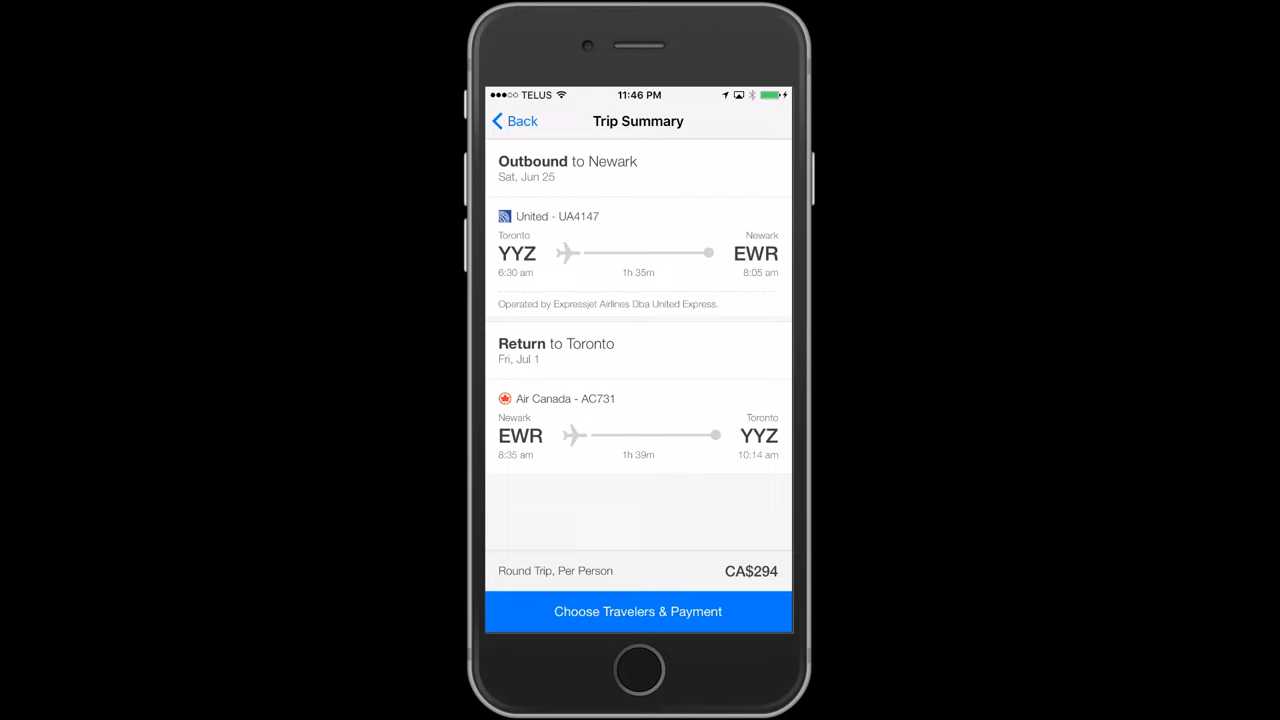 TELUS 11:46 PM
Back Trip Summary
Outbound to Newark
Sat, Jun 25
United - UA4147
Toronto Newark
YYZ EWR
6:30 am 1h 35m 8:05 am
Operated by Expressjet Airlines Dba United Express.
Return to Toronto
Fri, Jul 1
Air Canada - AC731
Newark Toronto
EWR YYZ
8:35 am 1h 39m 10:14 am
Round Trip, Per Person CA$294
Choose Travelers & Payment